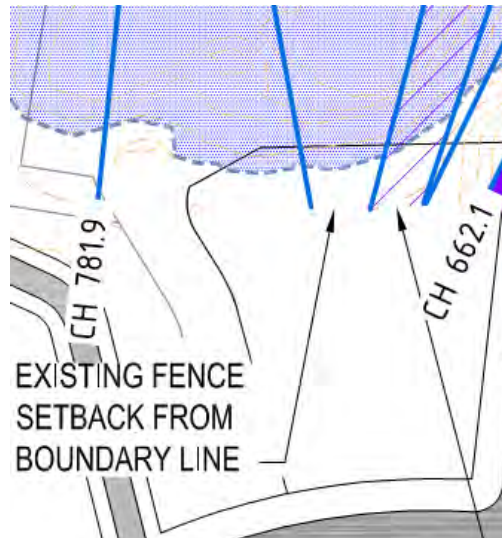 CH 781.9
CH 662.1
EXISTING FENCE
SETBACK FROM
BOUNDARY LINE